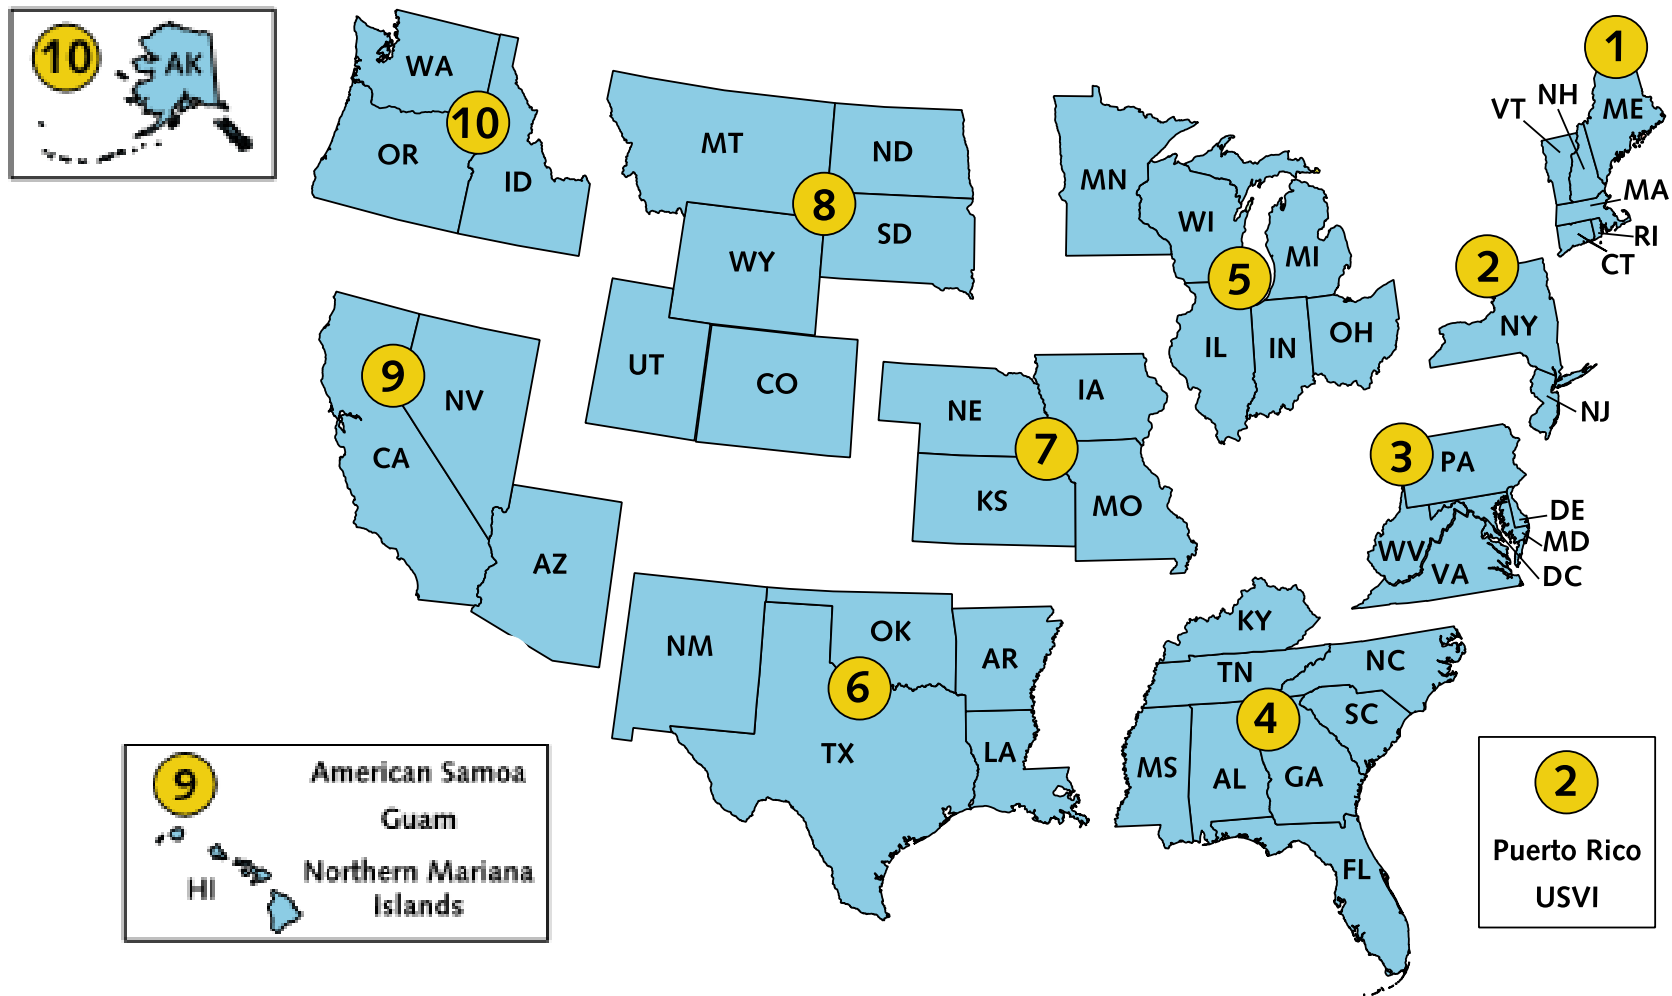 10
AK
WA
10
OR
ID
MT
ND
8
SD
WY
UT
CO
MN
WI
MI
5
IL
IN
OH
1
ME
NH
VT
MA
RI
CT
2
NY
NJ
9
NV
CA
AZ
NE
IA
7
KS
MO
3
PA
DE
MD
DC
WV
VA
NM
OK
AR
6
TX
LA
KY
TN
NC
4
SC
MS
AL
GA
FL
9
American Samoa
Guam
HI
Northern Mariana
Islands
2
Puerto Rico
USVI